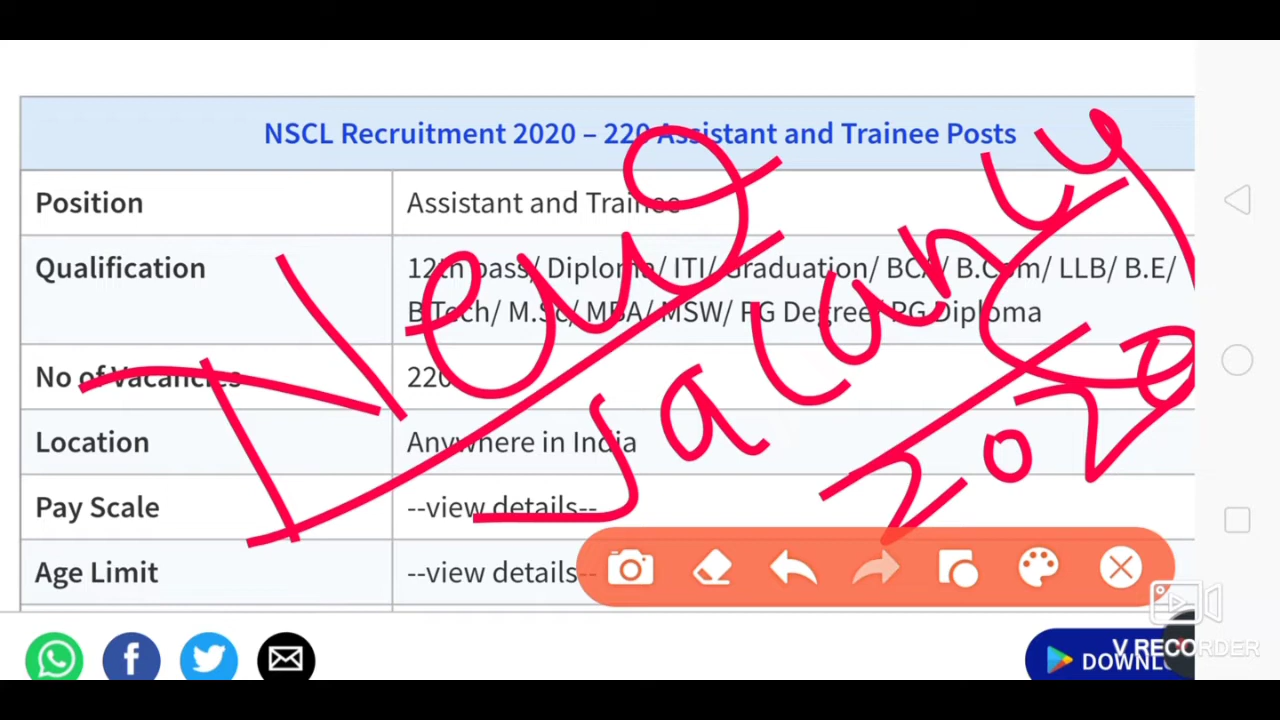 NSCL Recruitment 2020 – 220 Assistant and Trainee Posts
Position Assistant and Trainee
Qualification 12th pass/ Diploma/ ITI/ Graduation/ BCA/ B.Com/ LLB/ B.E/
B.Tech/ M.Sc/ MBA/ MSW/ PG Degree/ PG Diploma
No of Vacancies 220
Location Anywhere in India
Pay Scale --view details--
Age Limit --view details--
New
Vacancy
2020
V.RECORDER